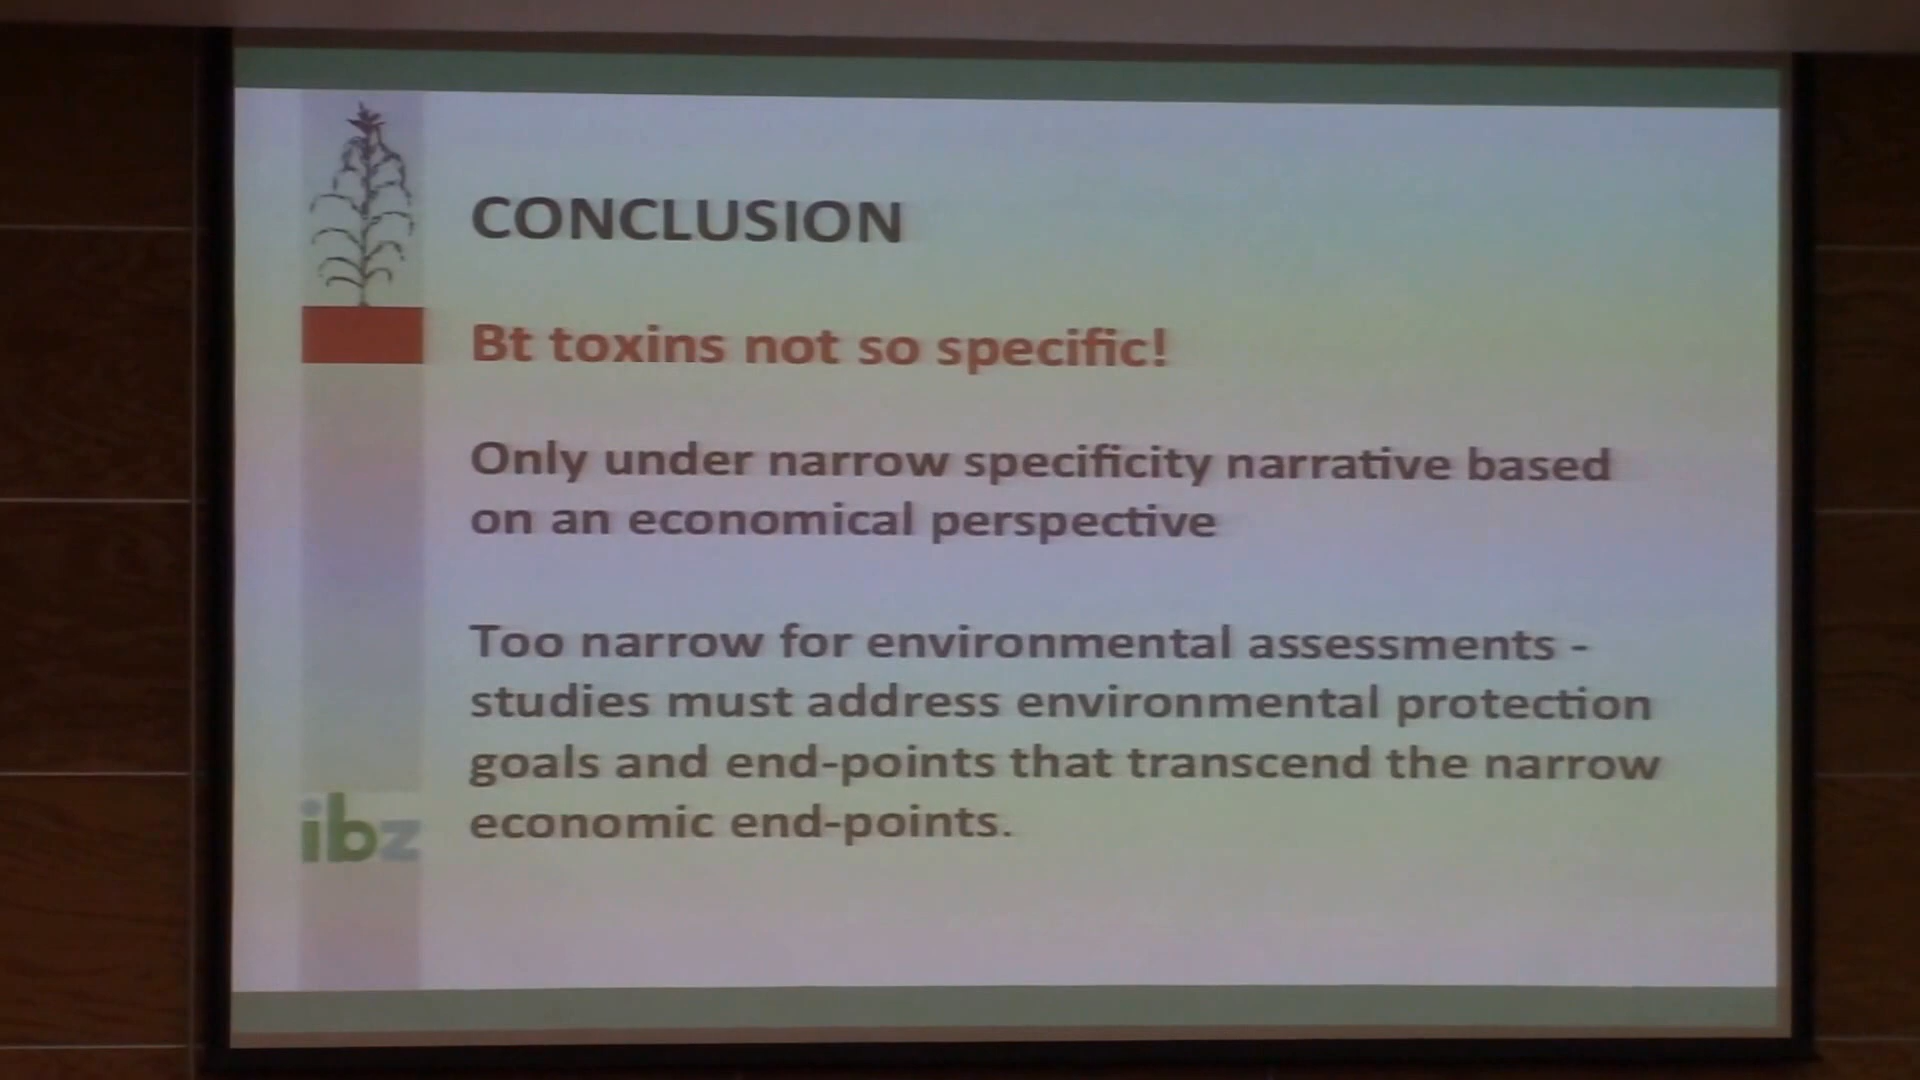 CONCLUSION
Bt toxins not so specific!
Only under narrow specificity narrative based
on an economical perspective
Too narrow for environmental assessments -
studies must address environmental protection
goals and end-points that transcend the narrow
economic end-points.
ibz